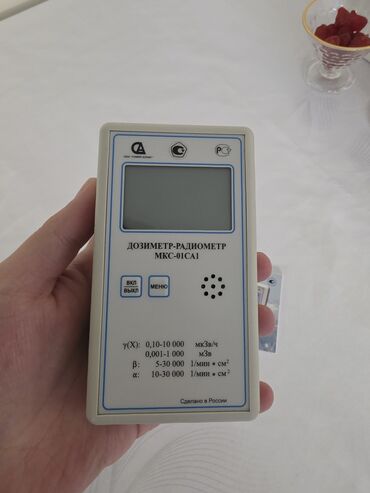 ДОЗИМЕТР-РАДИОМЕТР
МКС-01СА1
ВКЛ
ВЫКЛ
МЕНЮ
γ(X): 0,10-10 000 мкЗв/ч
0,001-1 000 мЗв
β: 5-30 000 1/мин • см²
α: 10-30 000 1/мин • см²
Сделано в России